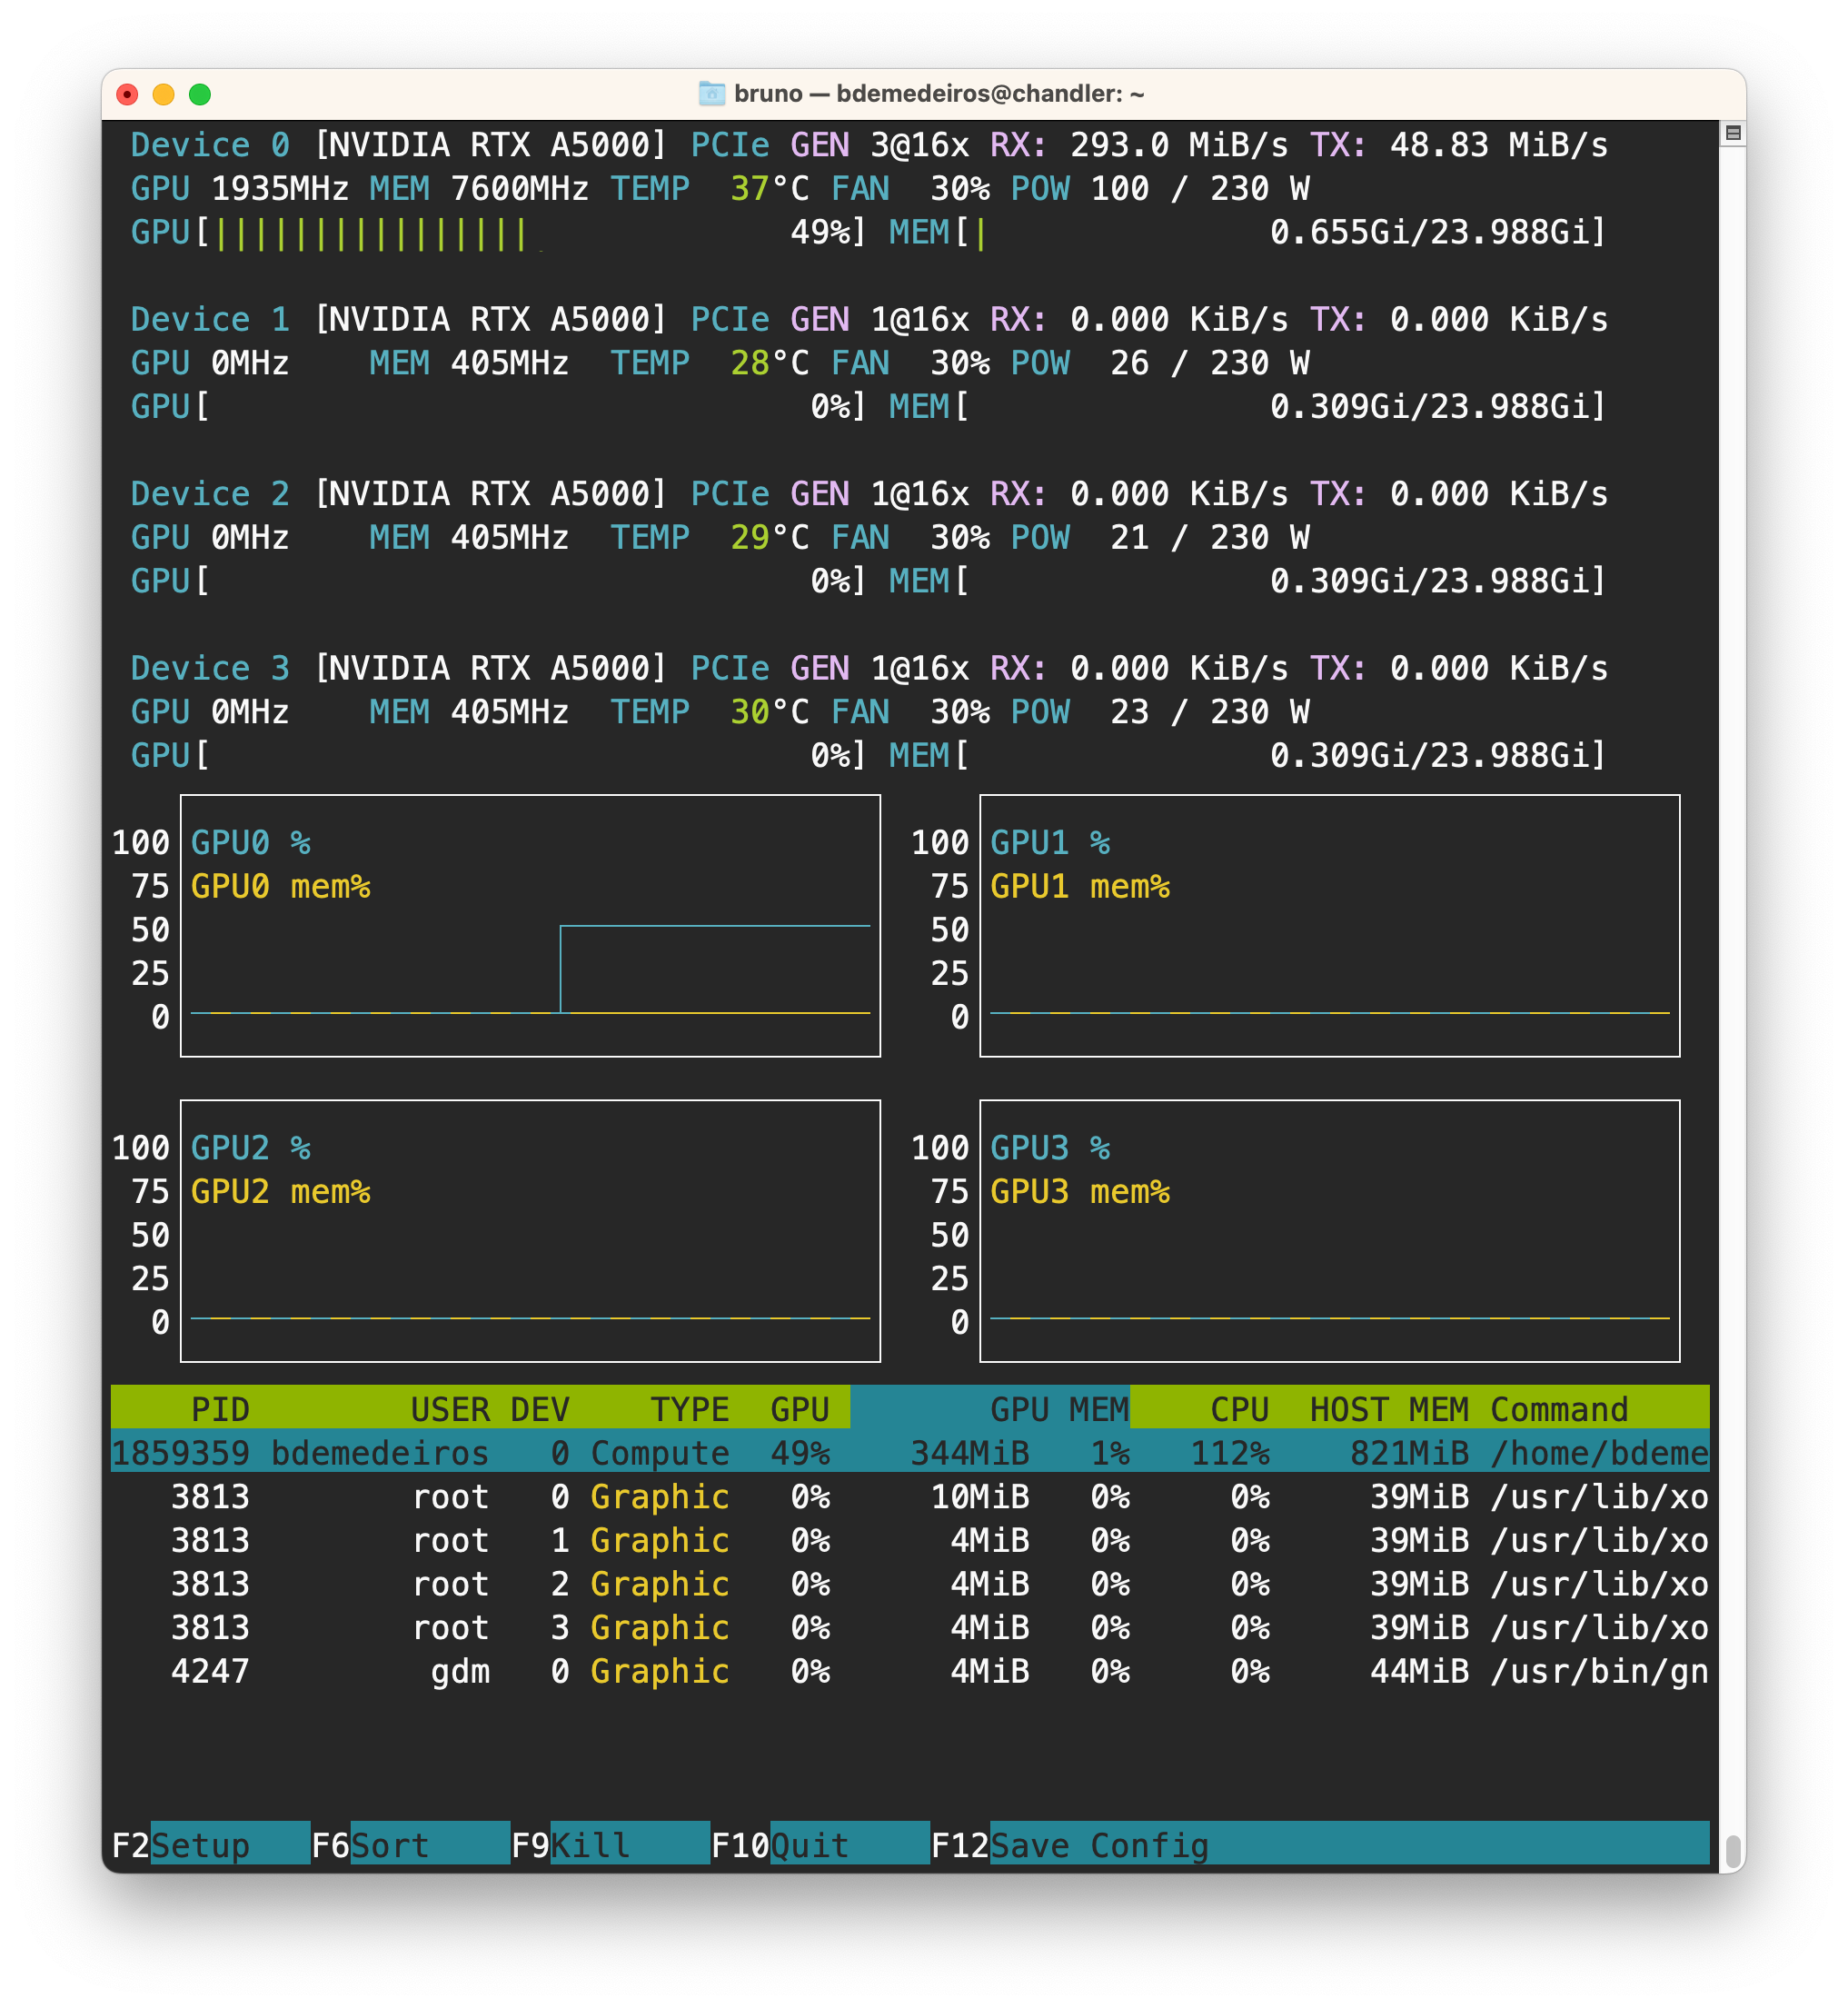 bruno — bdemedeiros@chandler: ~
Device 0 [NVIDIA RTX A5000] PCIe GEN 3@16x RX: 293.0 MiB/s TX: 48.83 MiB/s
GPU 1935MHz MEM 7600MHz TEMP 37°C FAN 30% POW 100 / 230 W
GPU[|||||||||||||||| 49%] MEM[| 0.655Gi/23.988Gi]
Device 1 [NVIDIA RTX A5000] PCIe GEN 1@16x RX: 0.000 KiB/s TX: 0.000 KiB/s
GPU 0MHz MEM 405MHz TEMP 28°C FAN 30% POW 26 / 230 W
GPU[ 0%] MEM[ 0.309Gi/23.988Gi]
Device 2 [NVIDIA RTX A5000] PCIe GEN 1@16x RX: 0.000 KiB/s TX: 0.000 KiB/s
GPU 0MHz MEM 405MHz TEMP 29°C FAN 30% POW 21 / 230 W
GPU[ 0%] MEM[ 0.309Gi/23.988Gi]
Device 3 [NVIDIA RTX A5000] PCIe GEN 1@16x RX: 0.000 KiB/s TX: 0.000 KiB/s
GPU 0MHz MEM 405MHz TEMP 30°C FAN 30% POW 23 / 230 W
GPU[ 0%] MEM[ 0.309Gi/23.988Gi]
100 GPU0 % 100 GPU1 %
75 GPU0 mem% 75 GPU1 mem%
50 50
25 25
0 0
100 GPU2 % 100 GPU3 %
75 GPU2 mem% 75 GPU3 mem%
50 50
25 25
0 0
PID USER DEV TYPE GPU GPU MEM CPU HOST MEM Command
1859359 bdemedeiros 0 Compute 49% 344MiB 1% 112% 821MiB /home/bdeme
3813 root 0 Graphic 0% 10MiB 0% 0% 39MiB /usr/lib/xo
3813 root 1 Graphic 0% 4MiB 0% 0% 39MiB /usr/lib/xo
3813 root 2 Graphic 0% 4MiB 0% 0% 39MiB /usr/lib/xo
3813 root 3 Graphic 0% 4MiB 0% 0% 39MiB /usr/lib/xo
4247 gdm 0 Graphic 0% 4MiB 0% 0% 44MiB /usr/bin/gn
F2Setup F6Sort F9Kill F10Quit F12Save Config